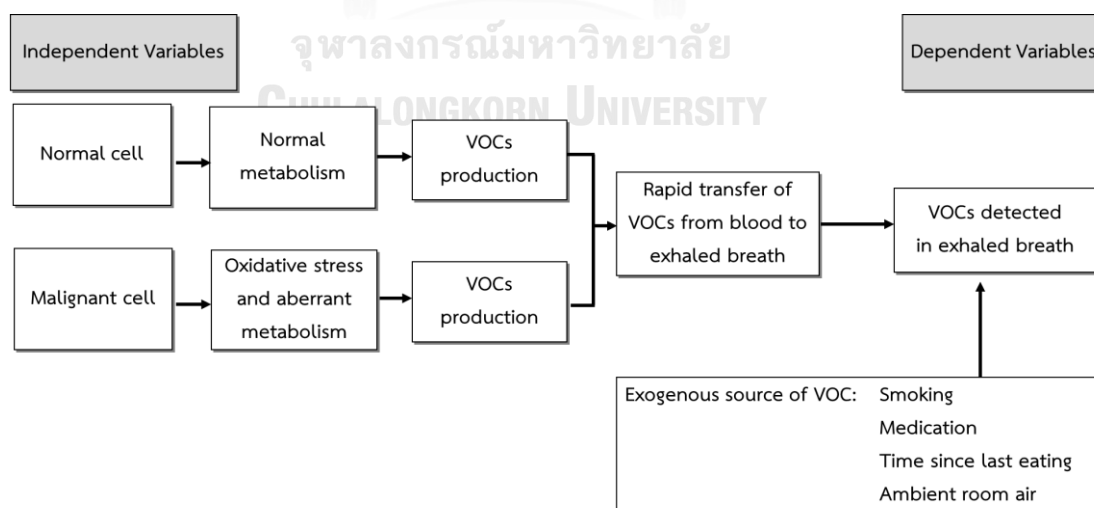 จุฬาลงกรณ์มหาวิทยาลัย
CHULALONGKORN UNIVERSITY
Independent Variables
Dependent Variables
Normal cell
Normal
metabolism
VOCs
production
Rapid transfer of
VOCs from blood to
exhaled breath
VOCs detected
in exhaled breath
Malignant cell
Oxidative stress
and aberrant
metabolism
VOCs
production
Exogenous source of VOC: Smoking
Medication
Time since last eating
Ambient room air